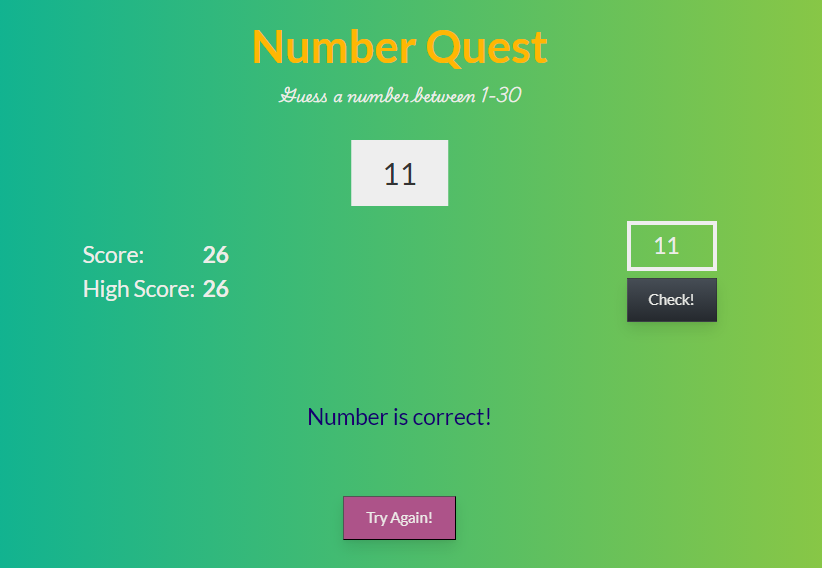 Number Quest
Guess a number between 1-30
11
Score: 26
High Score: 26
11
Check!
Number is correct!
Try Again!